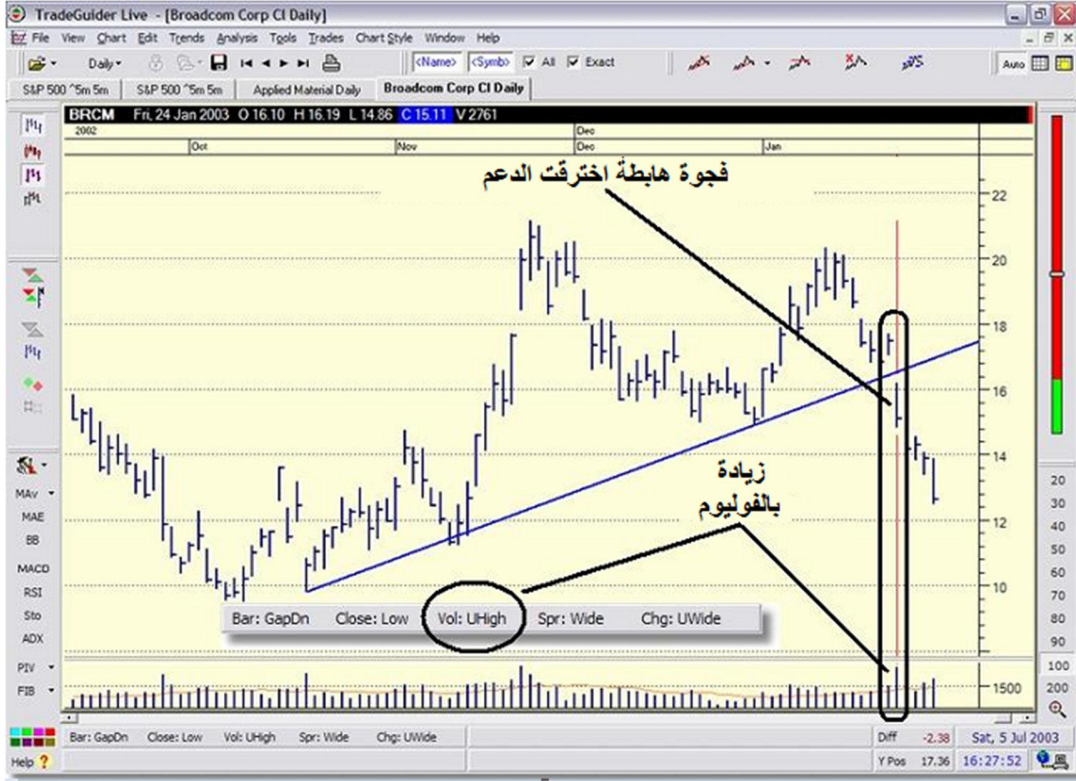 TradeGuider Live - [Broadcom Corp Cl Daily]
File View Chart Edit Trends Analysis Tools Trades Chart Style Window Help
Daily <Name> <Symb> All Exact Auto
S&P 500 ^5m 5m S&P 500 ^5m 5m Applied Material Daily Broadcom Corp Cl Daily
BRCM Fri, 24 Jan 2003 O 16.10 H 16.19 L 14.86 C 15.11 V 2761
2002 Dec
Oct Nov Dec Jan
فجوة هابطة اخترقت الدعم
22
20
18
16
14
12
10
زيادة
بالفوليوم
Bar: GapDn Close: Low Vol: UHigh Spr: Wide Chg: UWide
1500
MAv
MAE
BB
MACD
RSI
Sto
ADX
PIV
FIB
20
30
40
50
60
70
80
90
100
200
Bar: GapDn Close: Low Vol: UHigh Spr: Wide Chg: UWide Diff -2.38 Sat, 5 Jul 2003
Help ? Y Pos 17.36 16:27:52